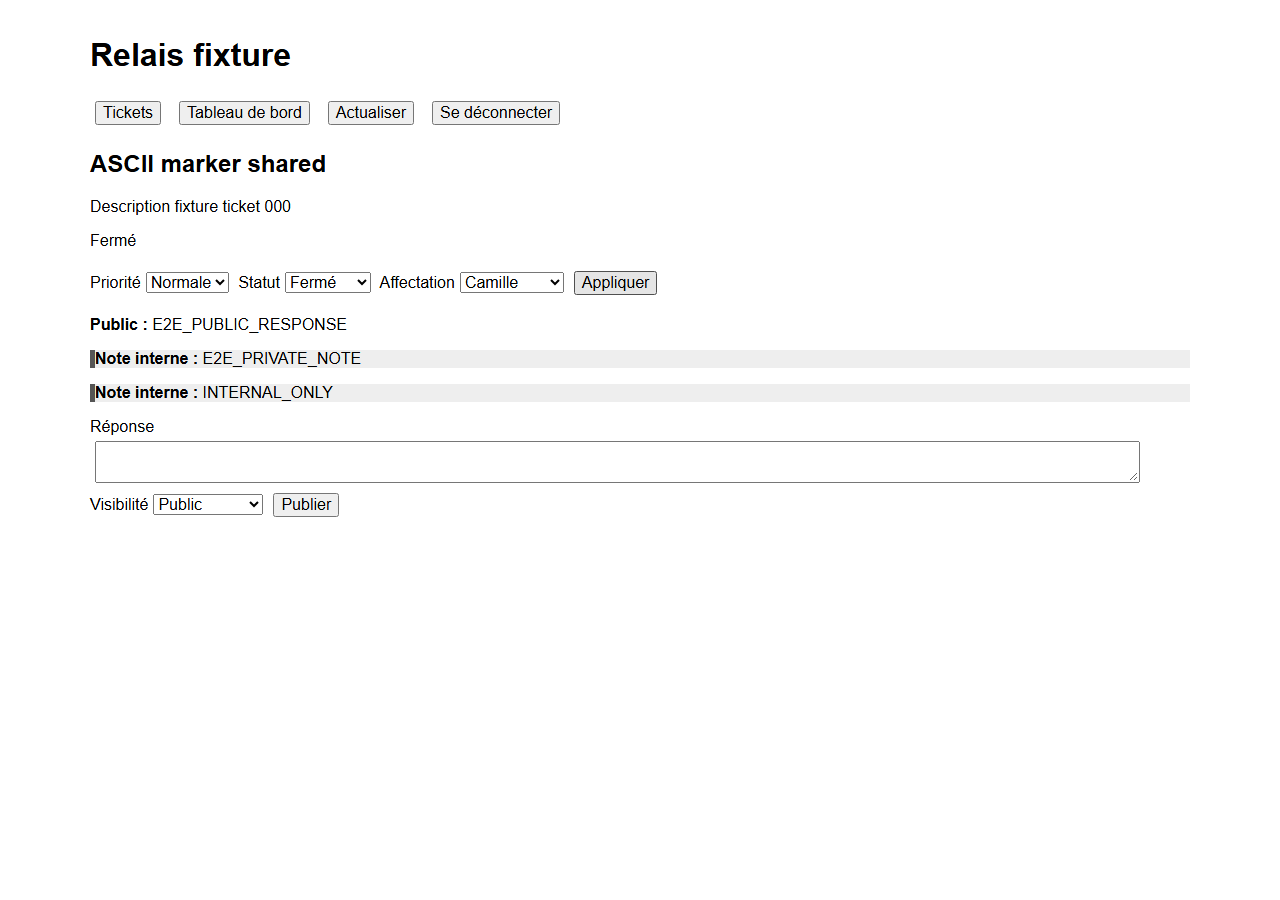 Relais fixture
Tickets Tableau de bord Actualiser Se déconnecter
ASCII marker shared
Description fixture ticket 000
Fermé
Priorité Normale Statut Fermé Affectation Camille Appliquer
Public : E2E_PUBLIC_RESPONSE
Note interne : E2E_PRIVATE_NOTE
Note interne : INTERNAL_ONLY
Réponse
Visibilité Public Publier